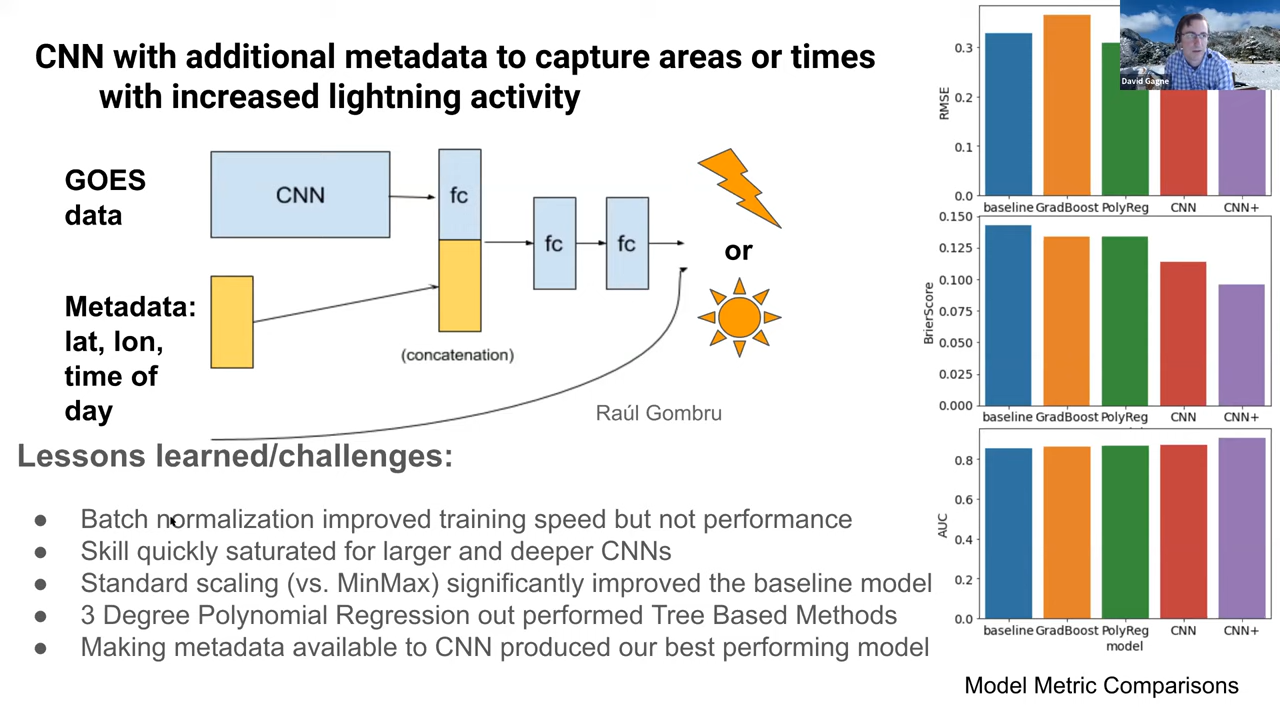 CNN with additional metadata to capture areas or times
with increased lightning activity
GOES
data
CNN
fc
fc
fc
or
Metadata:
lat, lon,
time of
day
(concatenation)
Raúl Gombru
Lessons learned/challenges:
● Batch normalization improved training speed but not performance
● Skill quickly saturated for larger and deeper CNNs
● Standard scaling (vs. MinMax) significantly improved the baseline model
● 3 Degree Polynomial Regression out performed Tree Based Methods
● Making metadata available to CNN produced our best performing model
David Gagne
RMSE
0.3
0.2
0.1
0.0
baseline GradBoost PolyReg CNN CNN+
BrierScore
0.150
0.125
0.100
0.075
0.050
0.025
0.000
baseline GradBoost PolyReg CNN CNN+
AUC
0.8
0.6
0.4
0.2
0.0
baseline GradBoost PolyReg CNN CNN+
model
Model Metric Comparisons